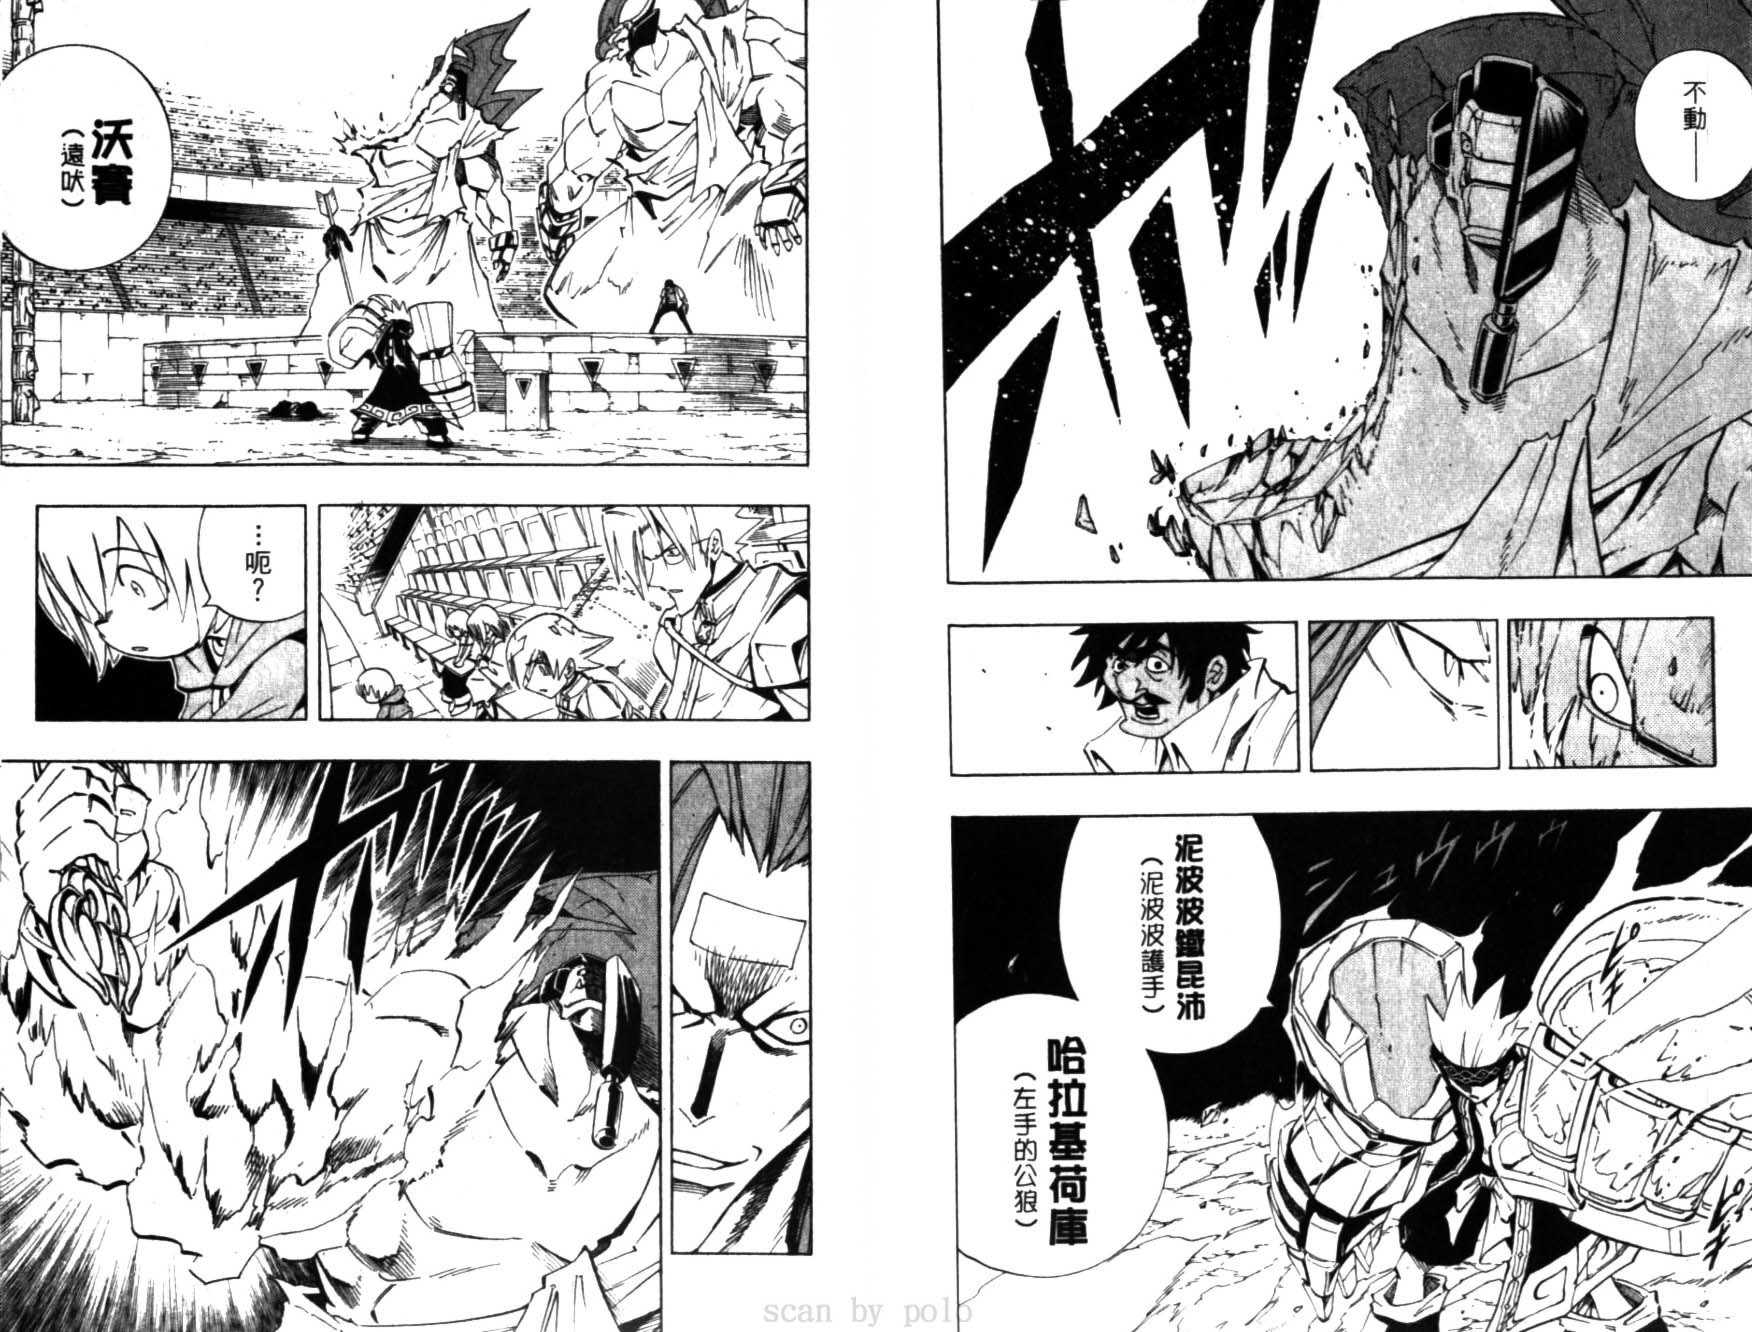 不動——
泥波波鐵昆沛
（泥波波護手）
哈拉基荷庫
（左手的公狼）
シュウウウ
沃賽
（遠吠）
…呃？
scan by polo